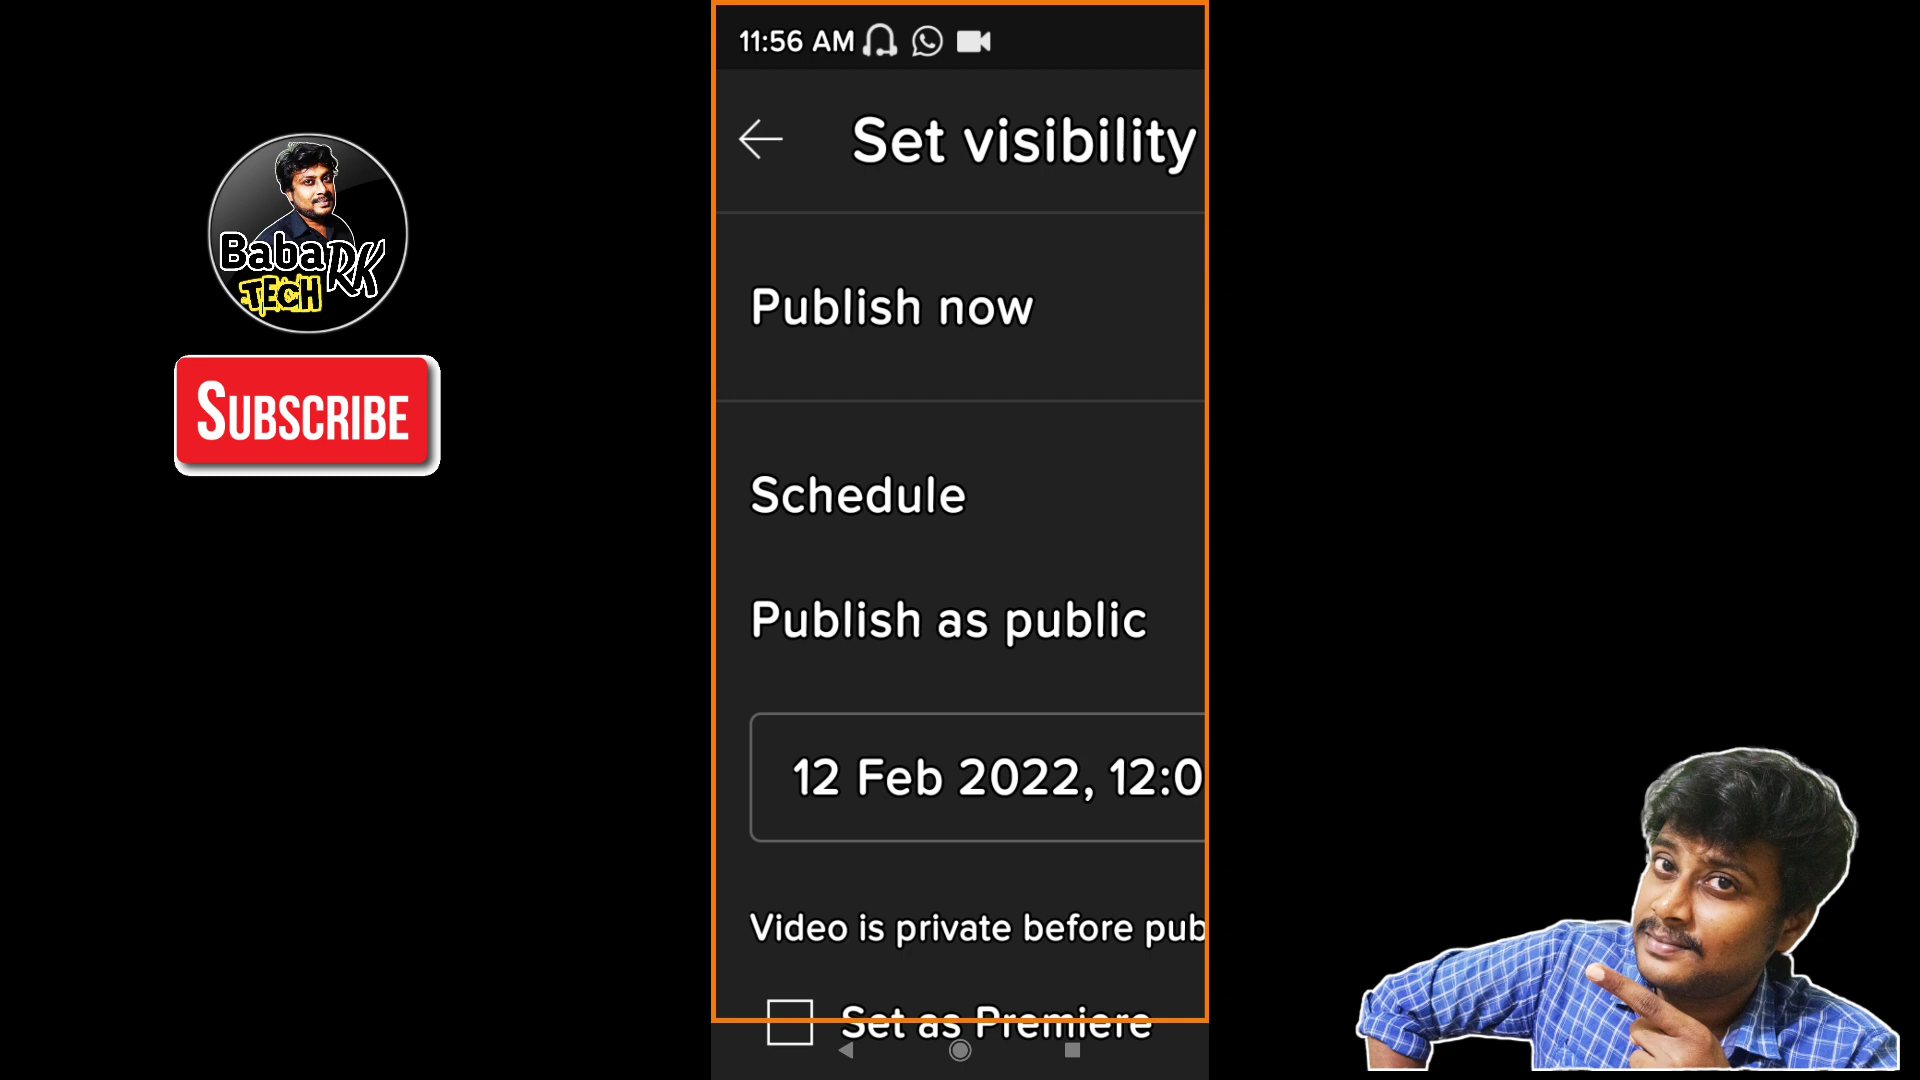 Baba RK
TECH
SUBSCRIBE
11:56 AM
Set visibility
Publish now
Schedule
Publish as public
12 Feb 2022, 12:0
Video is private before pub
Set as Premiere